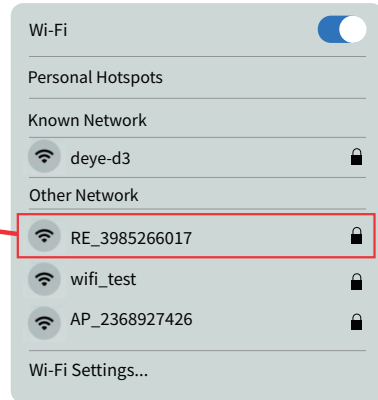 Wi-Fi
Personal Hotspots
Known Network
deye-d3
Other Network
RE_3985266017
wifi_test
AP_2368927426
Wi-Fi Settings...